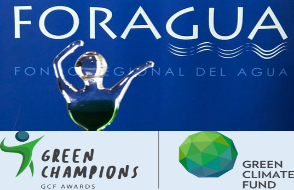 FORAGUA
FONDO REGIONAL DEL AGUA
GREEN
CHAMPIONS
GCF AWARDS
GREEN
CLIMATE
FUND